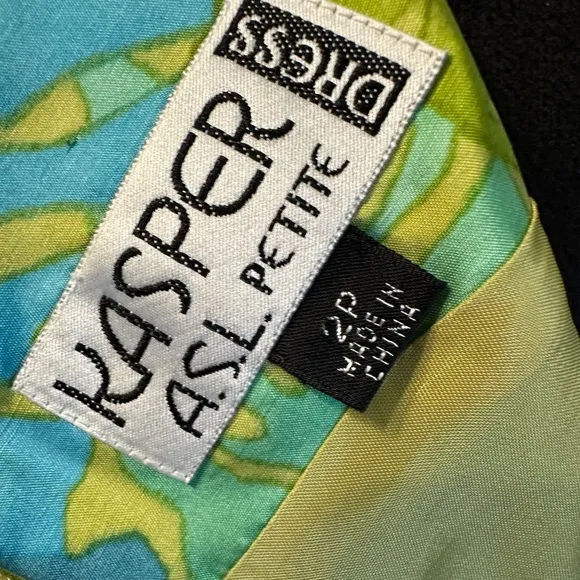 KASPER
A.S.L. PETITE
DRESS
2P
MADE IN
CHINA